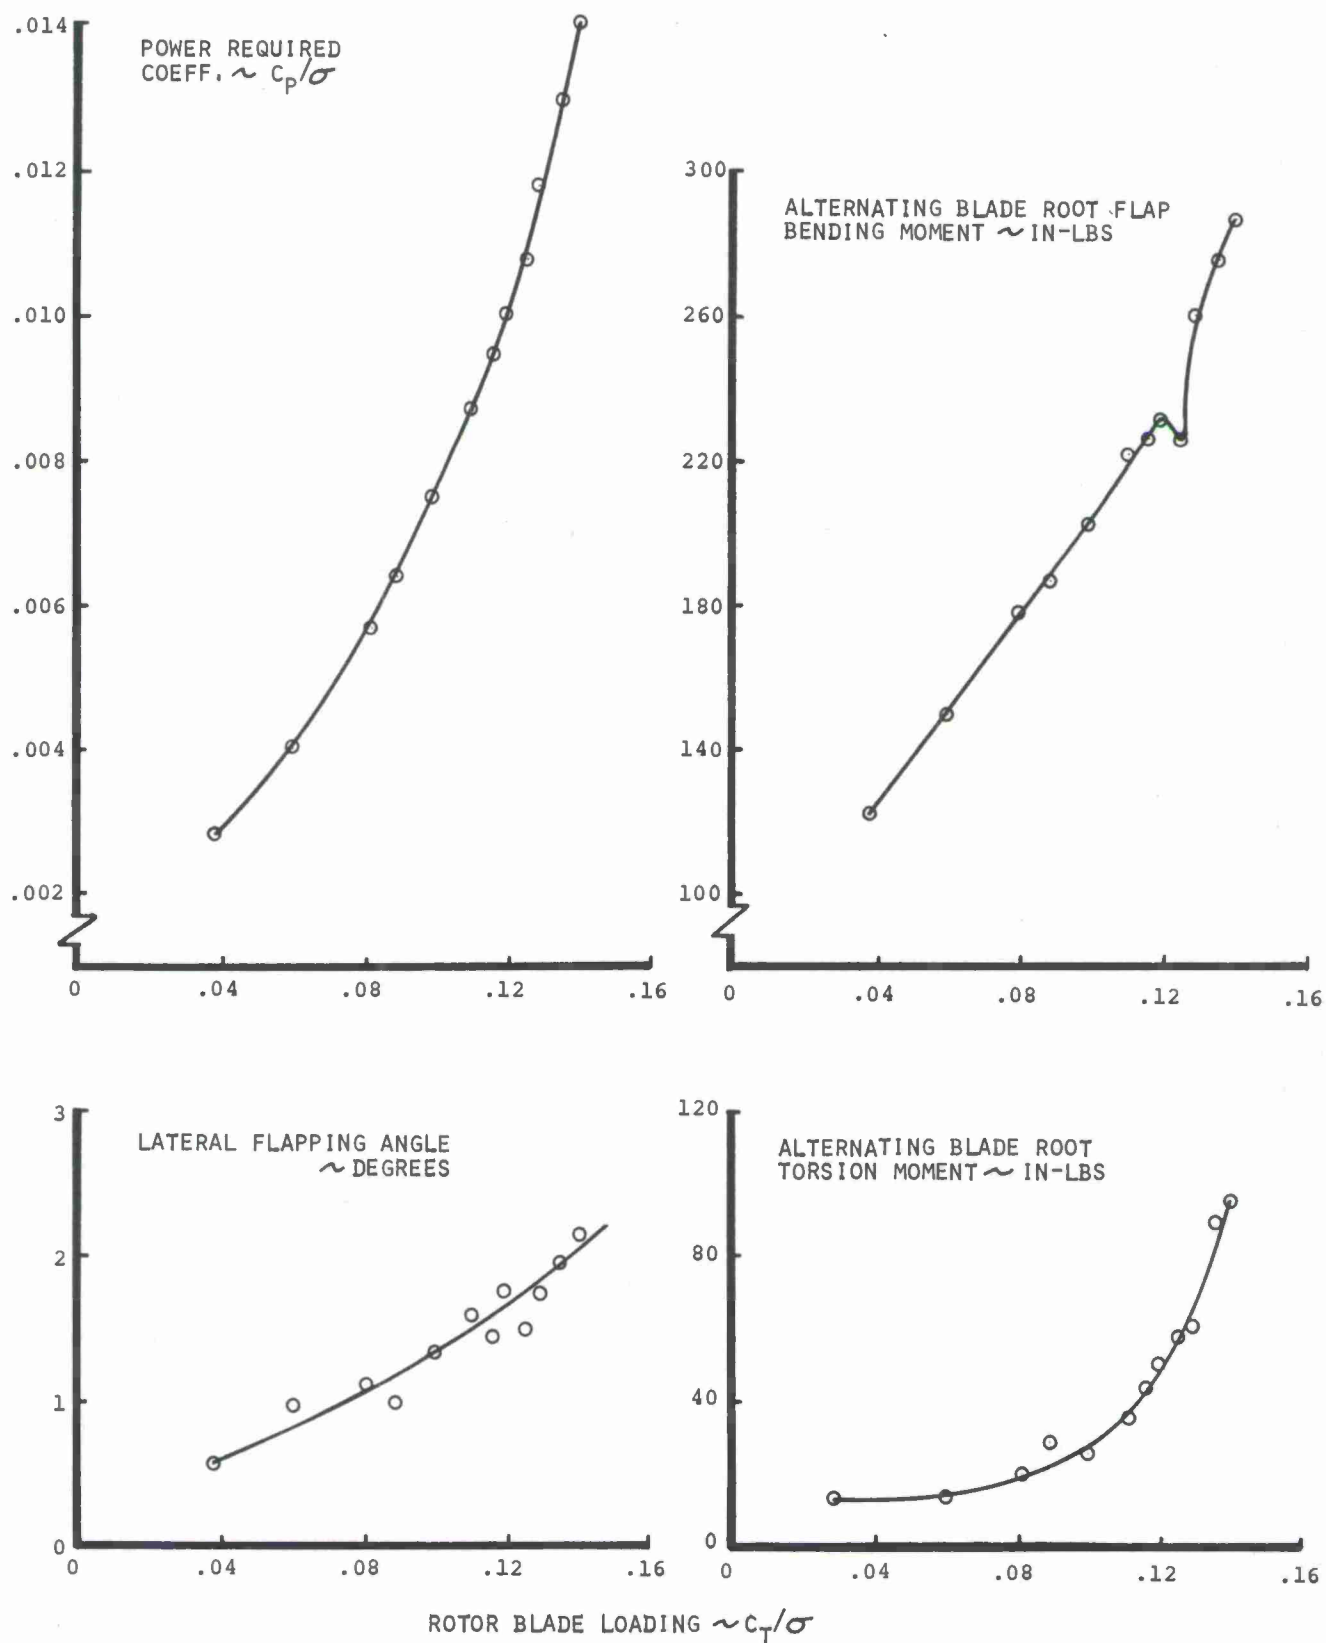 POWER REQUIRED
COEFF. ~ C_P/σ
.014
.012
.010
.008
.006
.004
.002
0 .04 .08 .12 .16
ALTERNATING BLADE ROOT FLAP
BENDING MOMENT ~ IN-LBS
300
260
220
180
140
100
0 .04 .08 .12 .16
LATERAL FLAPPING ANGLE
~ DEGREES
3
2
1
0
0 .04 .08 .12 .16
ALTERNATING BLADE ROOT
TORSION MOMENT ~ IN-LBS
120
80
40
0
0 .04 .08 .12 .16
ROTOR BLADE LOADING ~ C_T/σ